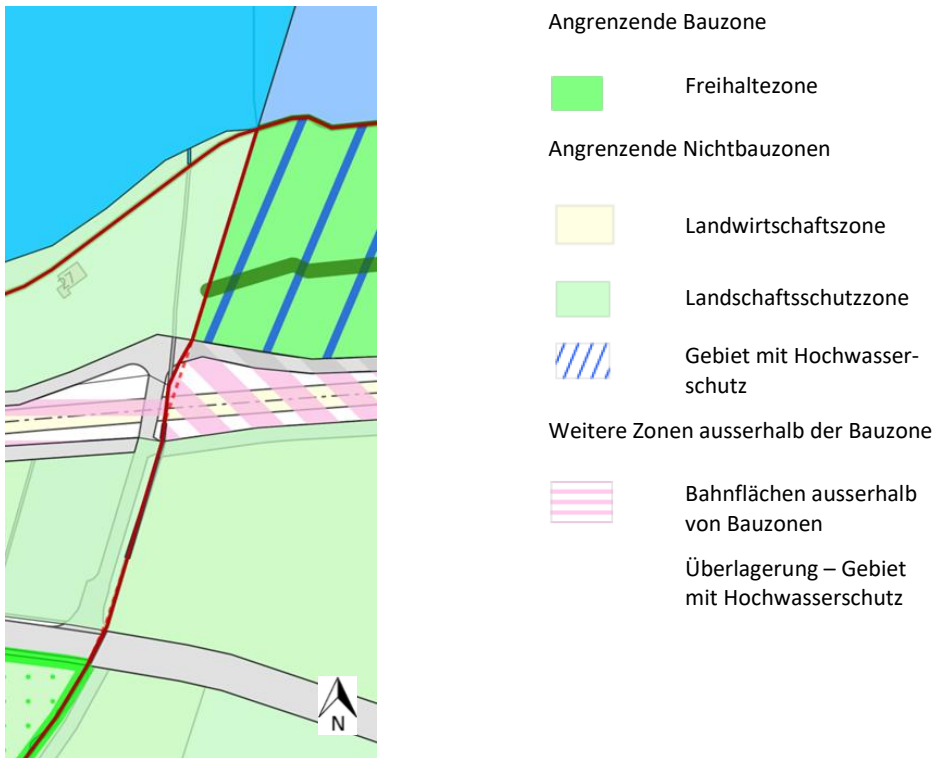 Angrenzende Bauzone
Freihaltezone
Angrenzende Nichtbauzonen
Landwirtschaftszone
27
Landschaftsschutzzone
Gebiet mit Hochwasser-
schutz
Weitere Zonen ausserhalb der Bauzone
Bahnflächen ausserhalb
von Bauzonen
Überlagerung – Gebiet
mit Hochwasserschutz
N